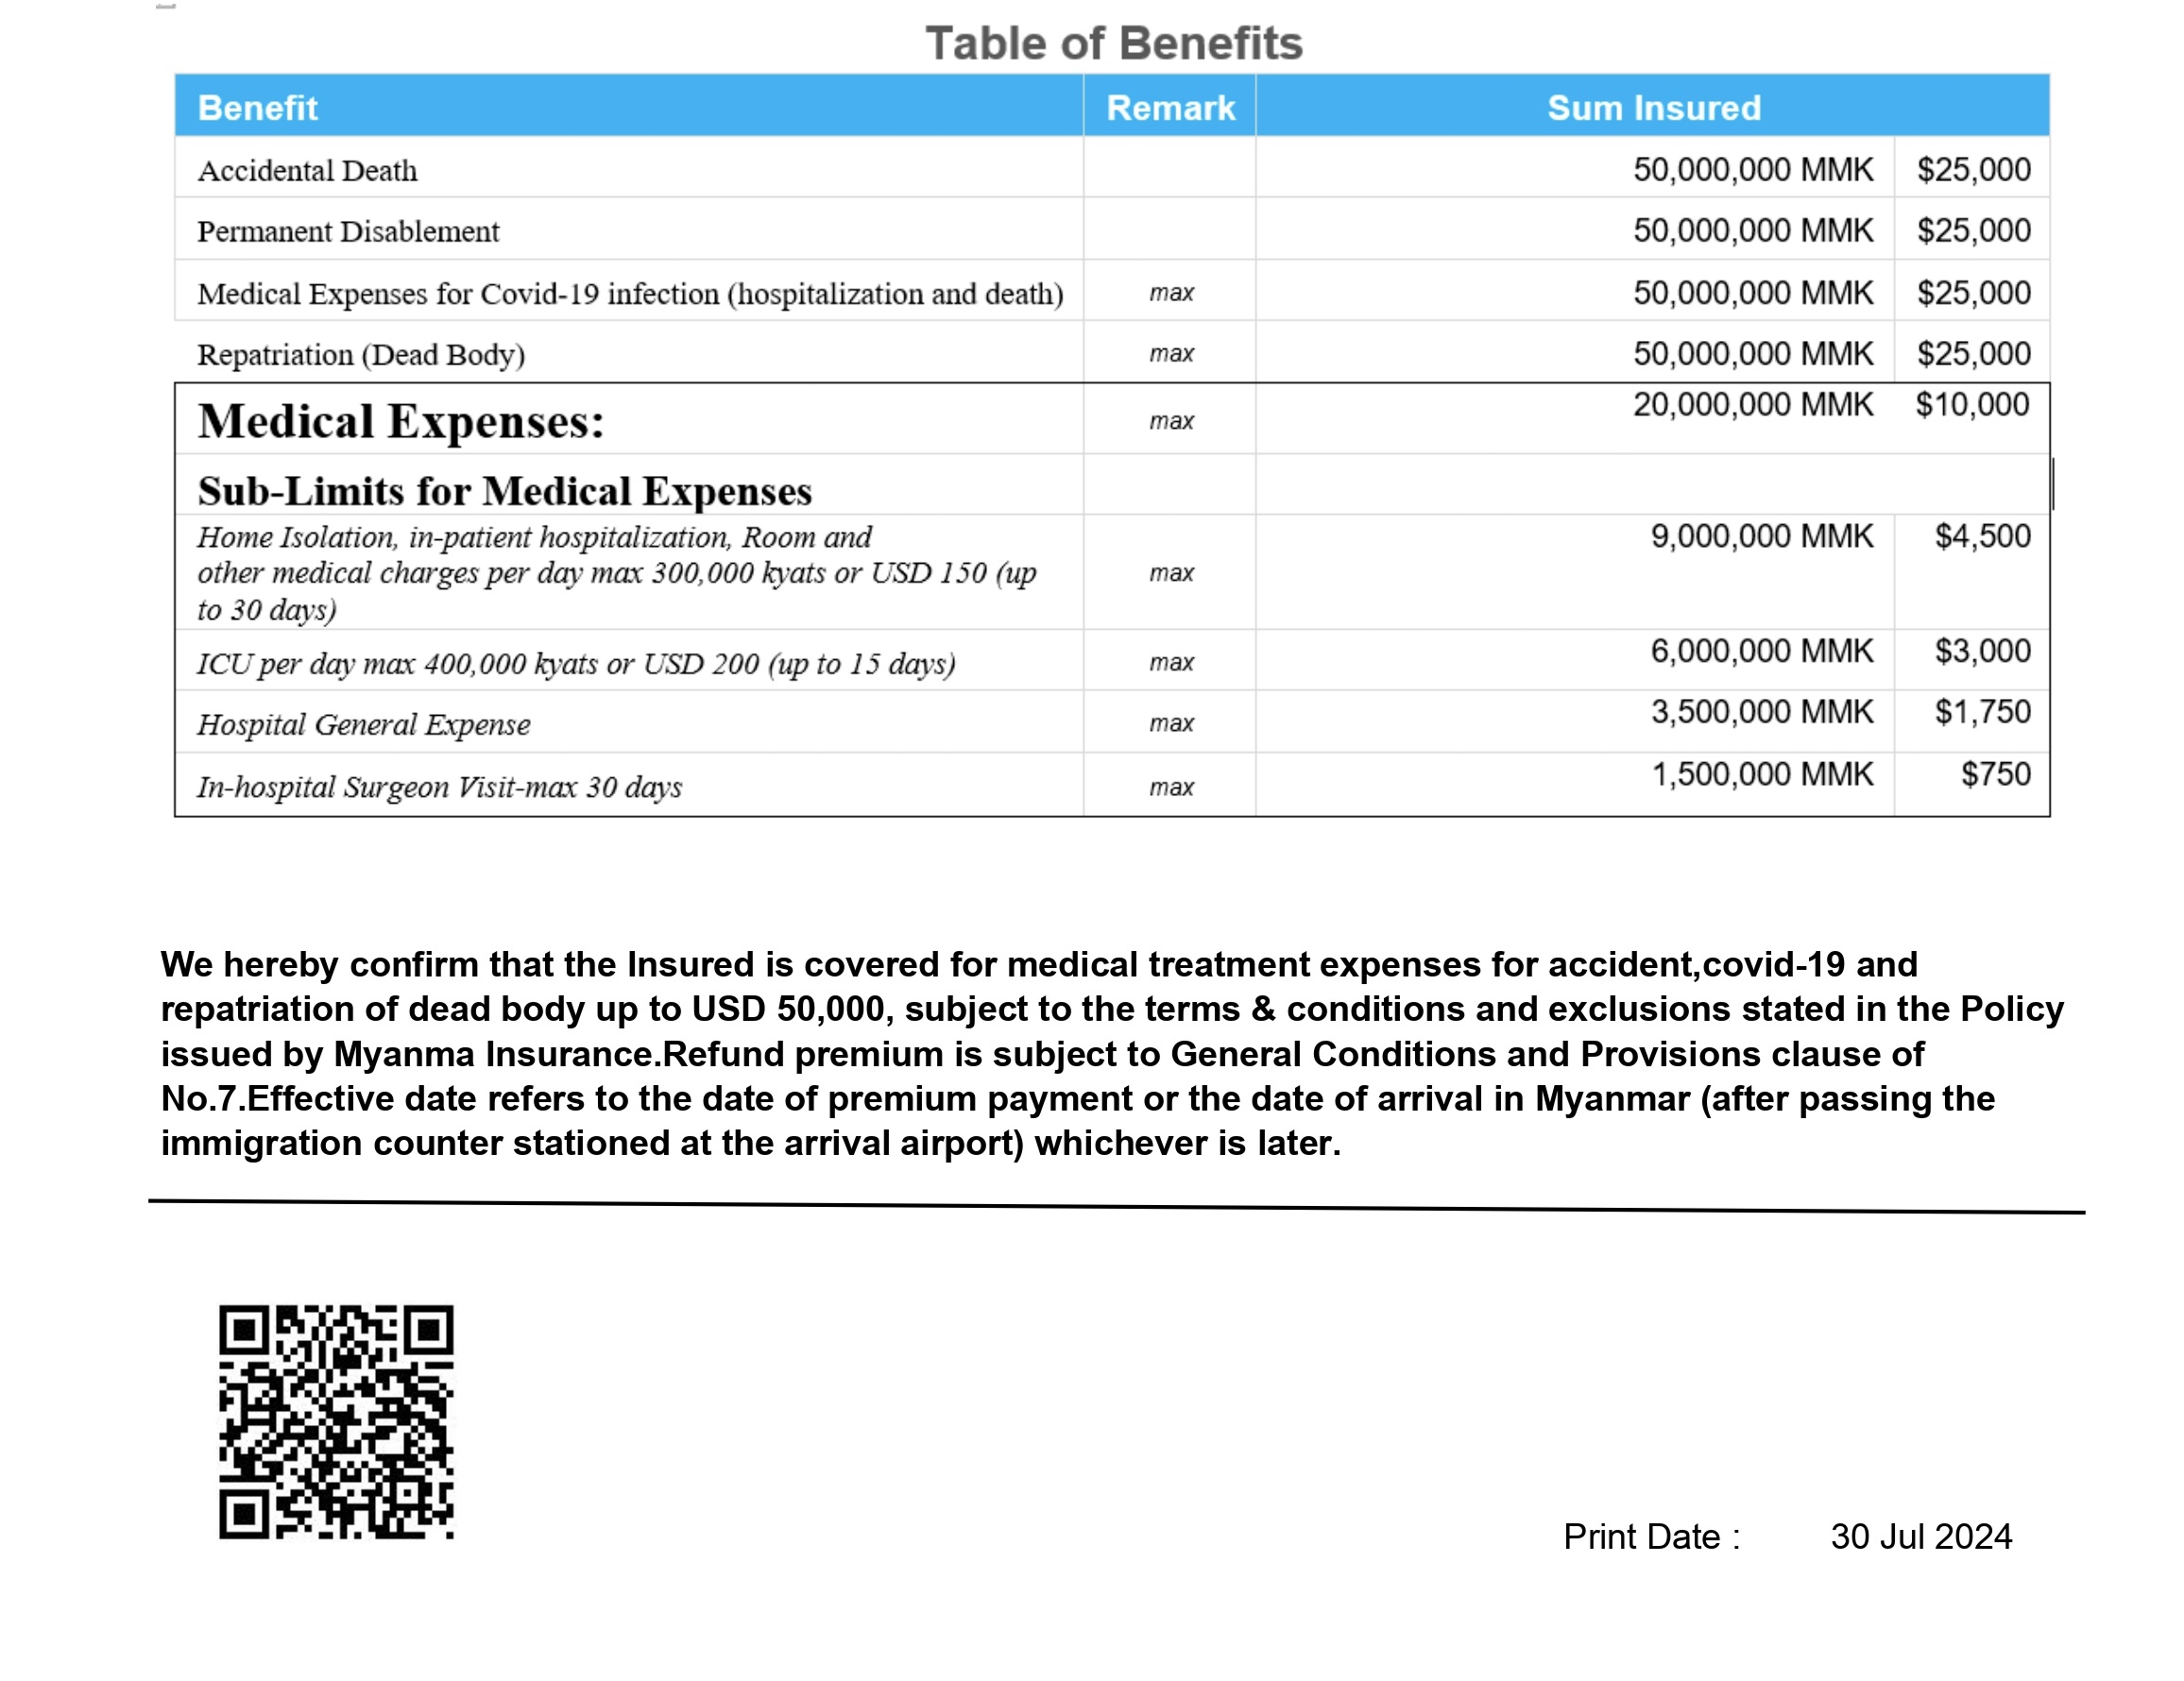 Table of Benefits
Benefit Remark Sum Insured
Accidental Death 50,000,000 MMK $25,000
Permanent Disablement 50,000,000 MMK $25,000
Medical Expenses for Covid-19 infection (hospitalization and death) max 50,000,000 MMK $25,000
Repatriation (Dead Body) max 50,000,000 MMK $25,000
Medical Expenses: max 20,000,000 MMK $10,000
Sub-Limits for Medical Expenses
Home Isolation, in-patient hospitalization, Room and 9,000,000 MMK $4,500
other medical charges per day max 300,000 kyats or USD 150 (up max
to 30 days)
ICU per day max 400,000 kyats or USD 200 (up to 15 days) max 6,000,000 MMK $3,000
Hospital General Expense max 3,500,000 MMK $1,750
In-hospital Surgeon Visit-max 30 days max 1,500,000 MMK $750
We hereby confirm that the Insured is covered for medical treatment expenses for accident,covid-19 and
repatriation of dead body up to USD 50,000, subject to the terms & conditions and exclusions stated in the Policy
issued by Myanma Insurance.Refund premium is subject to General Conditions and Provisions clause of
No.7.Effective date refers to the date of premium payment or the date of arrival in Myanmar (after passing the
immigration counter stationed at the arrival airport) whichever is later.
Print Date : 30 Jul 2024